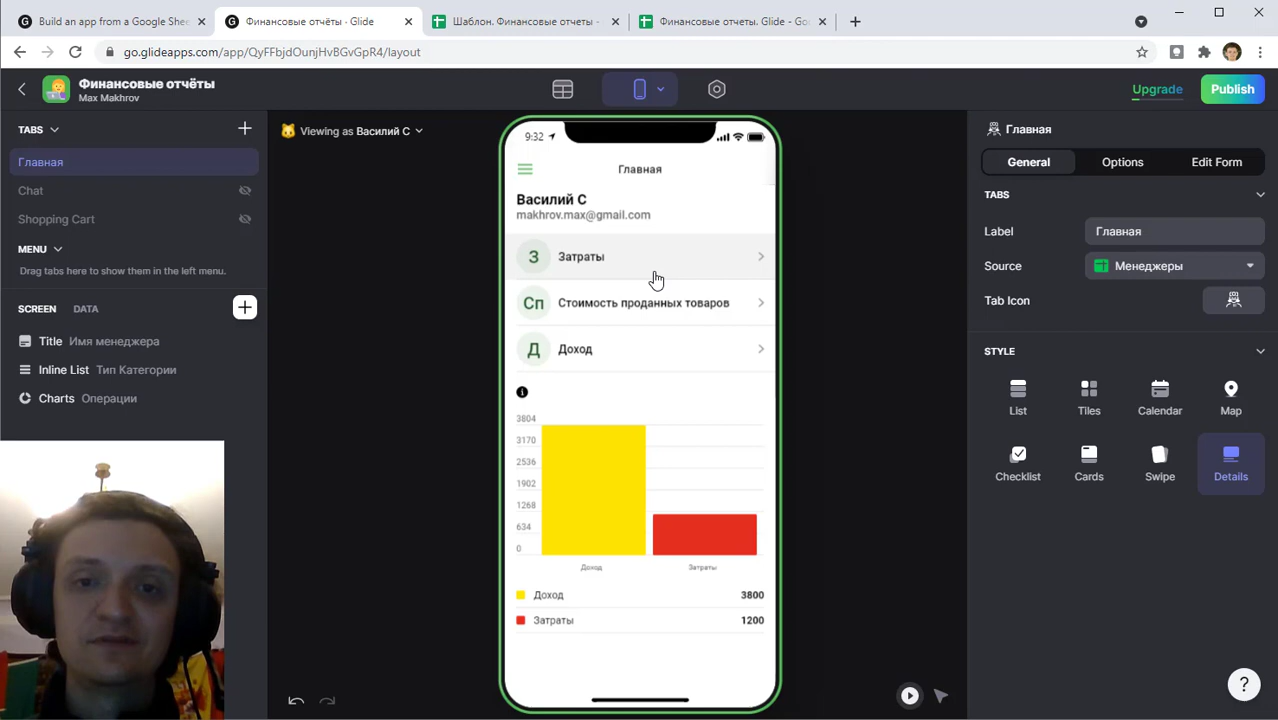 Build an app from a Google Shee
Финансовые отчёты · Glide
Шаблон. Финансовые отчеты -
Финансовые отчеты. Glide - Goo
go.glideapps.com/app/QyFFbjdOunjHvBGvGpR4/layout
Финансовые отчёты
Max Makhrov
Upgrade
Publish
TABS
Главная
Chat
Shopping Cart
MENU
Drag tabs here to show them in the left menu.
SCREEN
DATA
Title Имя менеджера
Inline List Тип Категории
Charts Операции
Viewing as Василий С
9:32
Главная
Василий С
makhrov.max@gmail.com
З Затраты
Сп Стоимость проданных товаров
Д Доход
3804
3170
2536
1902
1268
634
0
Доход
Затраты
Доход 3800
Затраты 1200
Главная
General
Options
Edit Form
TABS
Label Главная
Source Менеджеры
Tab Icon
STYLE
List
Tiles
Calendar
Map
Checklist
Cards
Swipe
Details
?